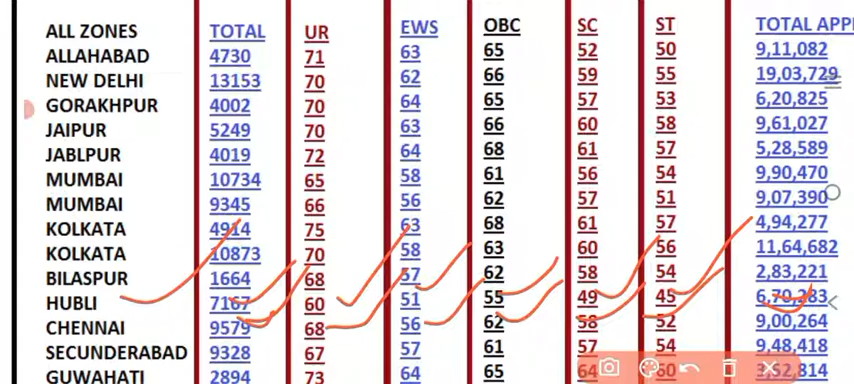 ALL ZONES TOTAL UR EWS OBC SC ST TOTAL APPI
ALLAHABAD 4730 71 63 65 52 50 9,11,082
NEW DELHI 13153 70 62 66 59 55 19,03,729
GORAKHPUR 4002 70 64 65 57 53 6,20,825
JAIPUR 5249 70 63 66 60 58 9,61,027
JABLPUR 4019 72 64 68 61 57 5,28,589
MUMBAI 10734 65 58 61 56 54 9,90,470
MUMBAI 9345 66 56 62 57 51 9,07,390
KOLKATA 4914 75 63 68 61 57 4,94,277
KOLKATA 10873 70 58 63 60 56 11,64,682
BILASPUR 1664 68 57 62 58 54 2,83,221
HUBLI 7167 60 51 55 49 45 6,70,283
CHENNAI 9579 68 56 62 58 52 9,00,264
SECUNDERABAD 9328 67 57 61 57 54 9,48,418
GUWAHATI 2894 73 64 65 64 50